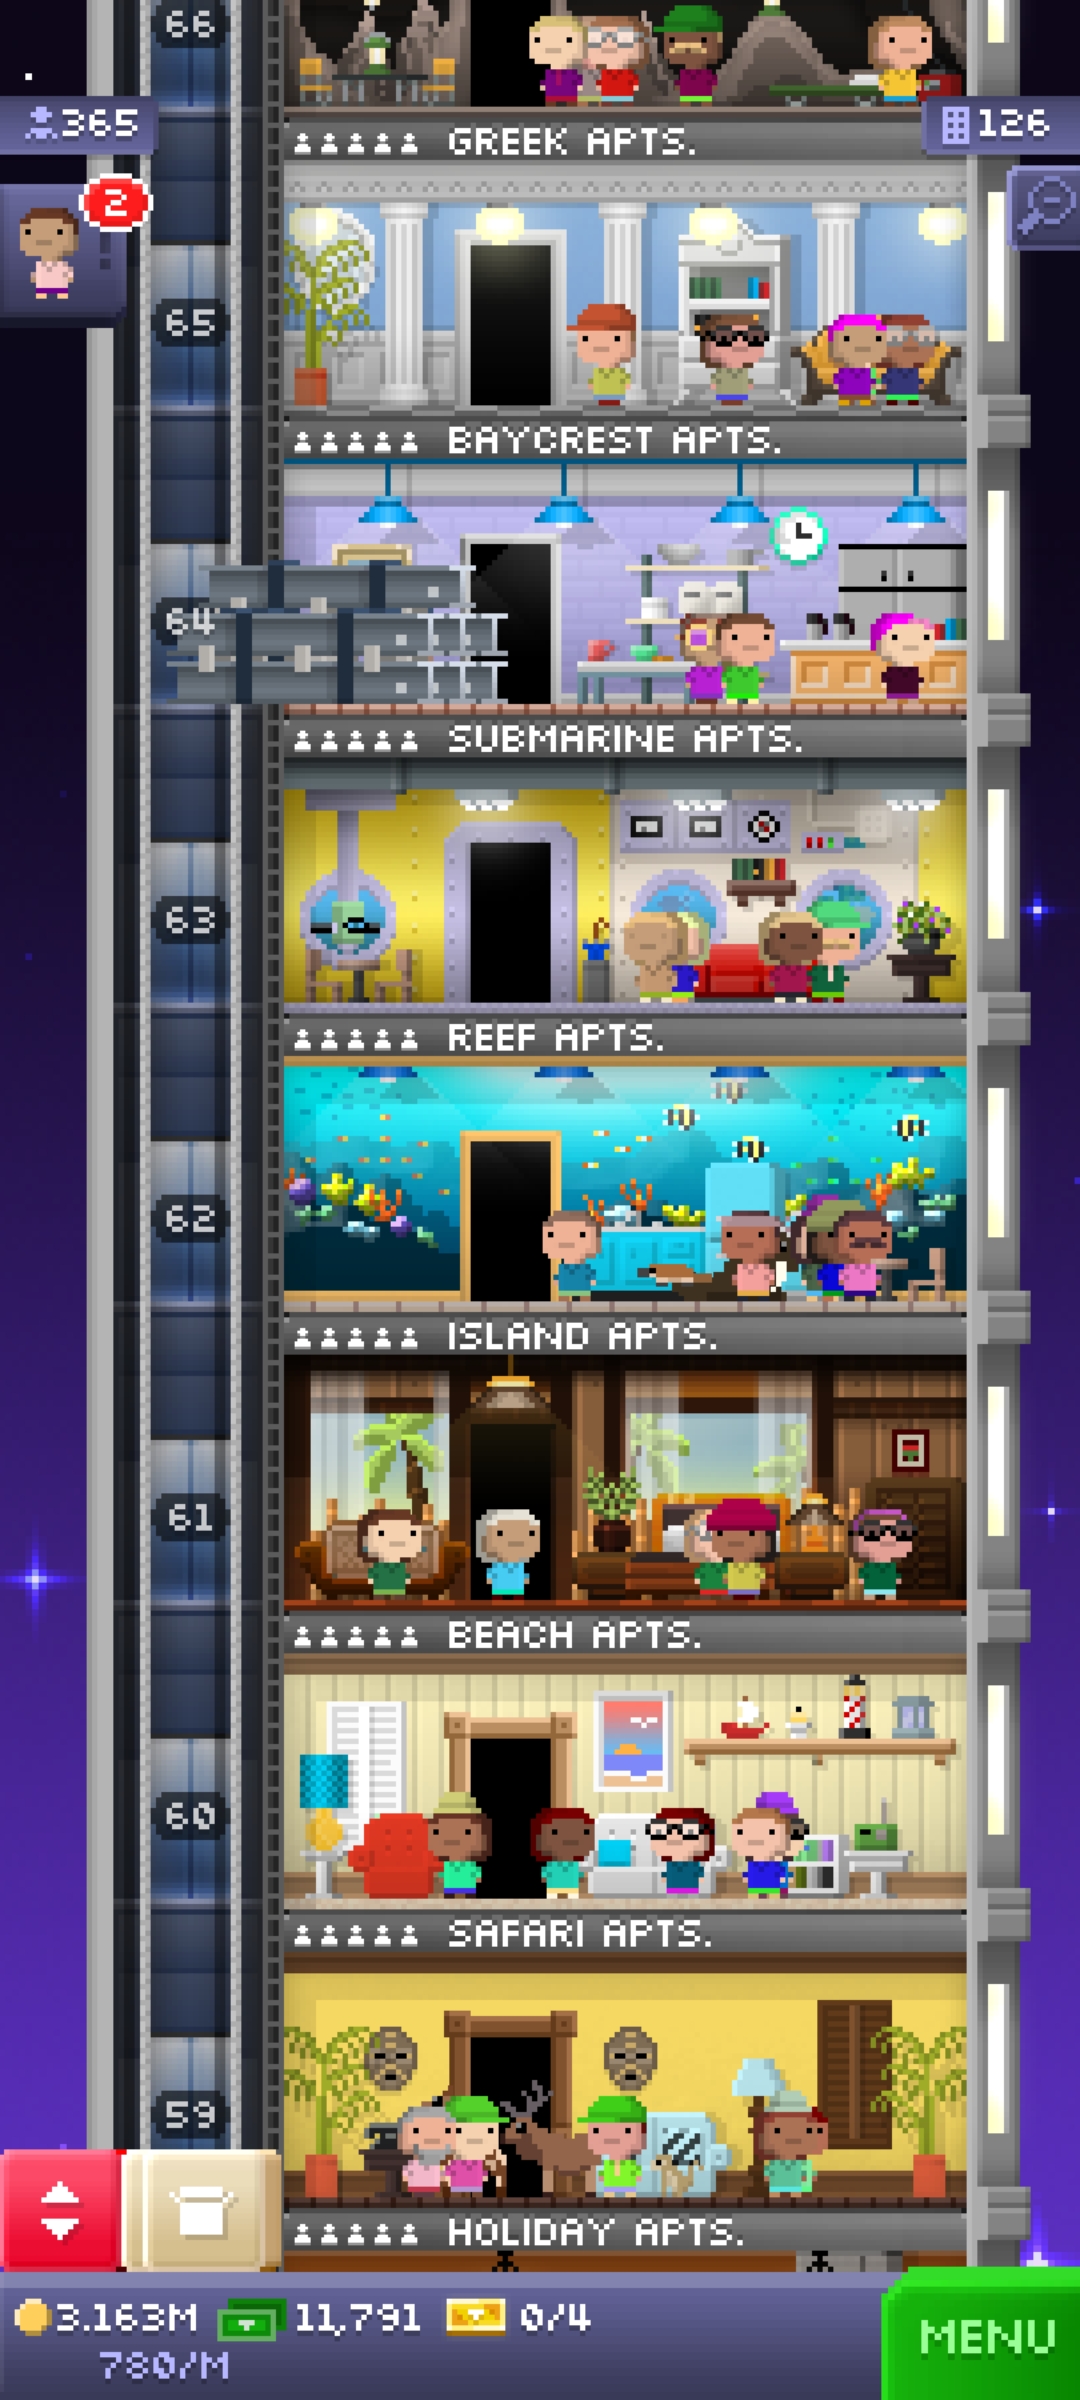 66
365
126
GREEK APTS.
2
65
BAYCREST APTS.
64
SUBMARINE APTS.
63
REEF APTS.
62
ISLAND APTS.
61
BEACH APTS.
60
SAFARI APTS.
59
HOLIDAY APTS.
3.163M 11,791 0/4
780/M
MENU